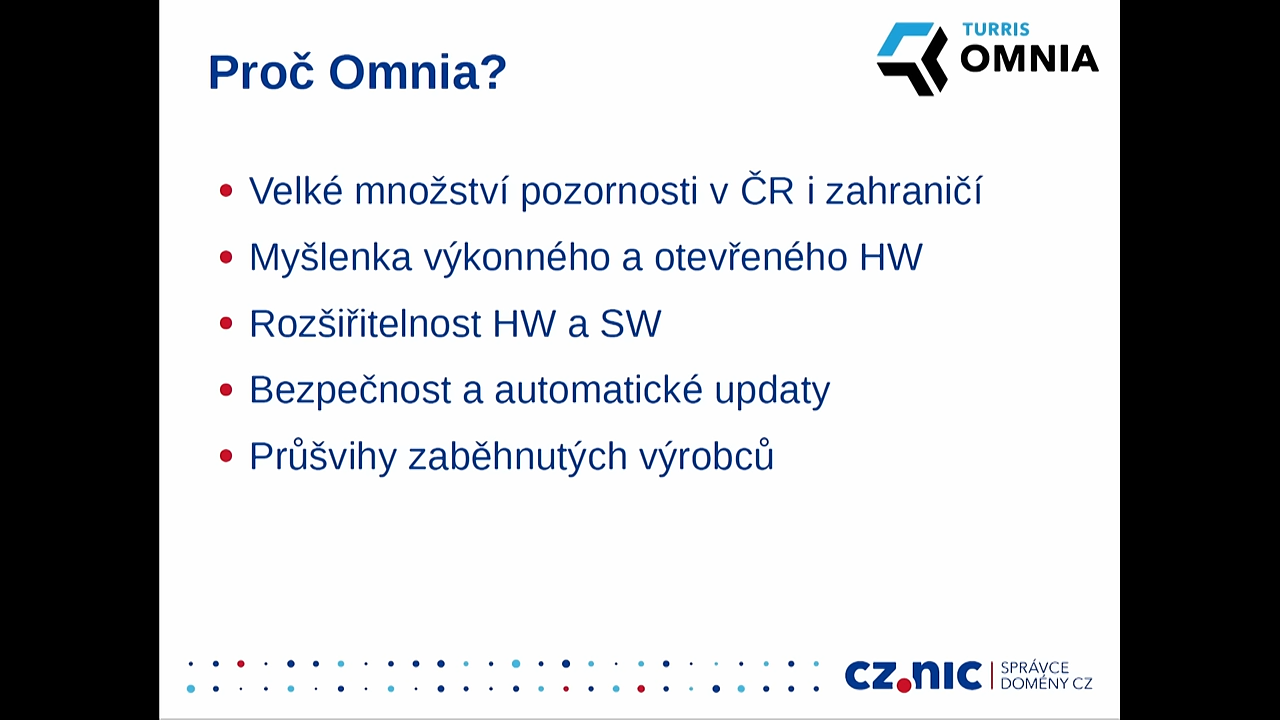 Proč Omnia?
TURRIS
OMNIA
Velké množství pozornosti v ČR i zahraničí
Myšlenka výkonného a otevřeného HW
Rozšiřitelnost HW a SW
Bezpečnost a automatické updaty
Průšvihy zaběhnutých výrobců
CZ.NIC
SPRÁVCE
DOMÉNY CZ